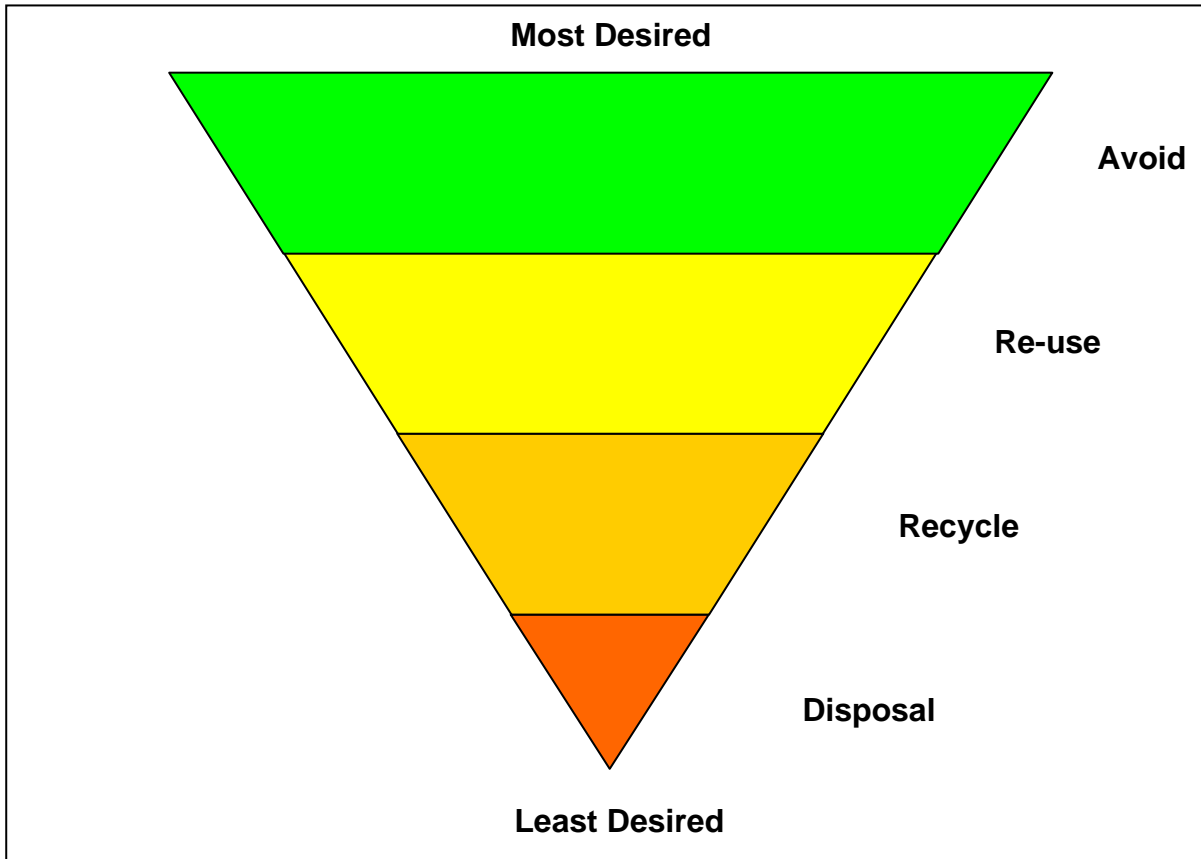 Most Desired
Avoid
Re-use
Recycle
Disposal
Least Desired